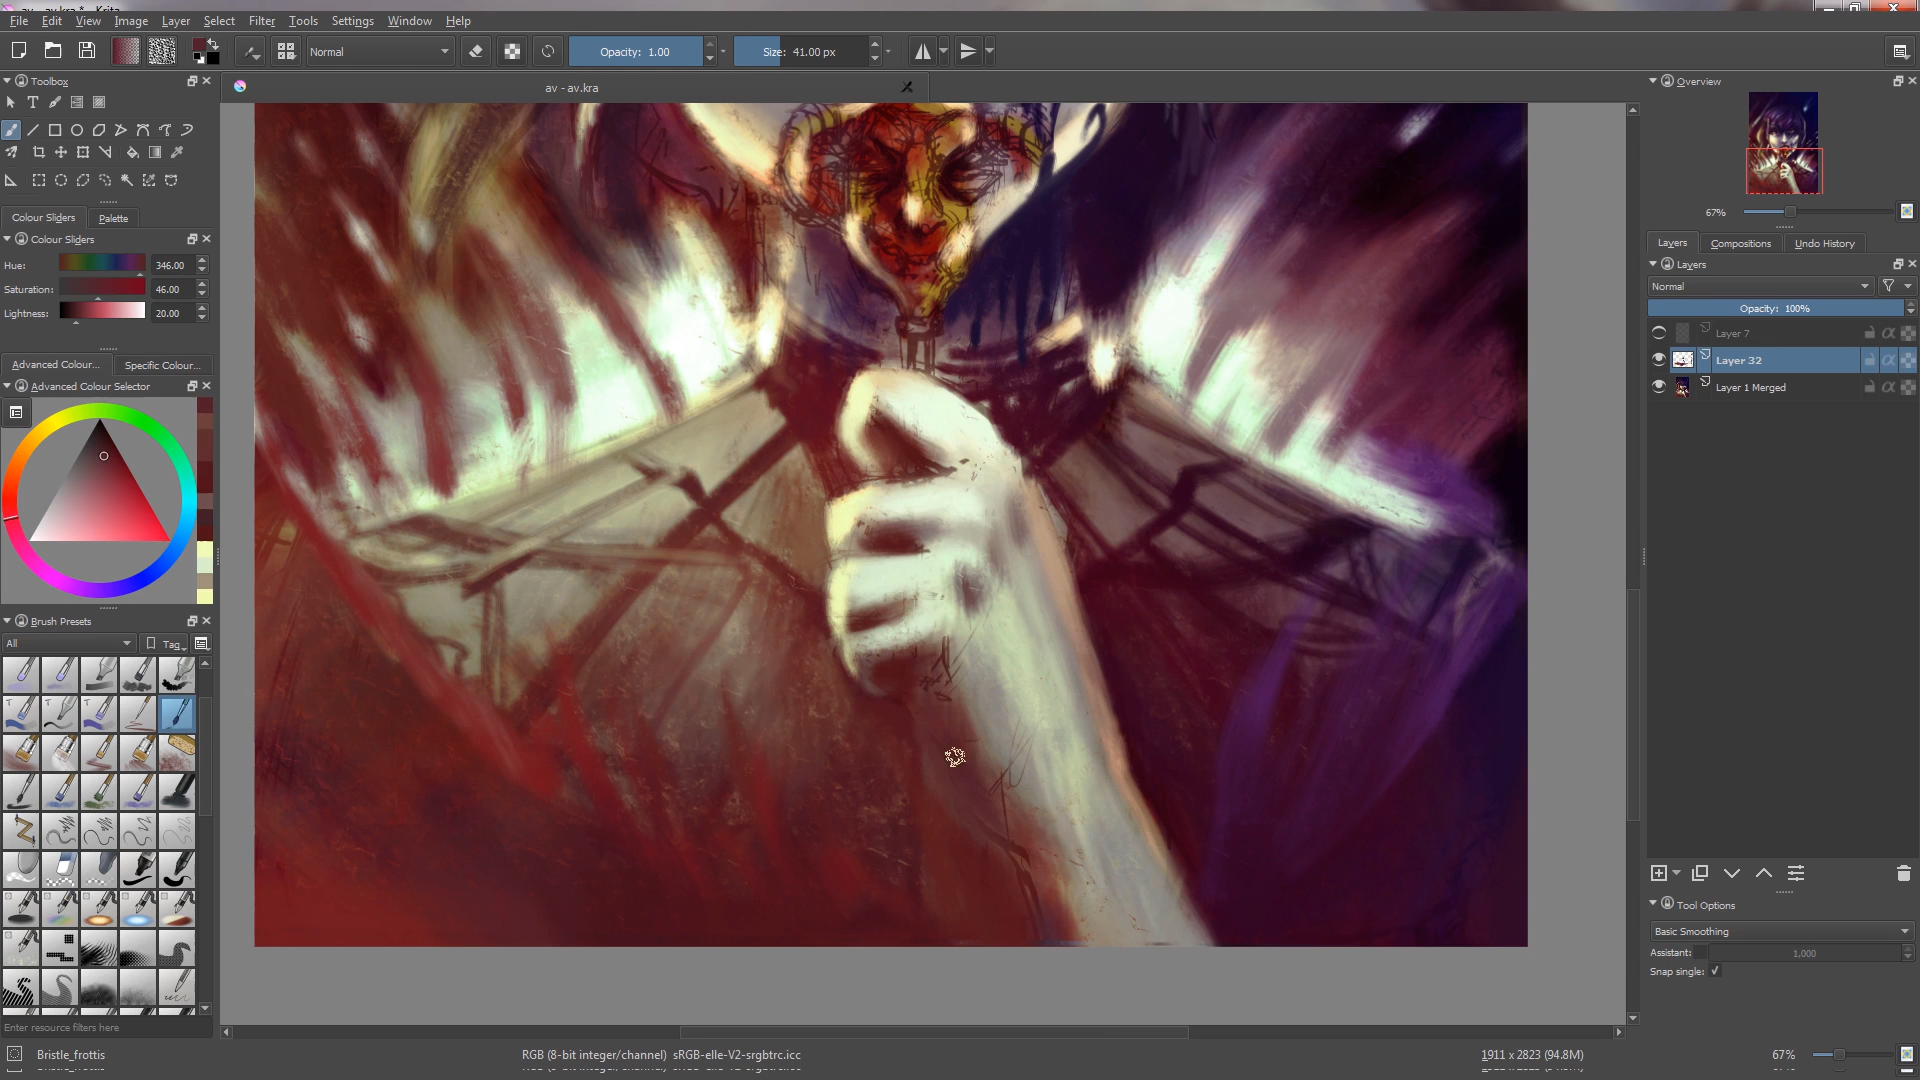 av - av.kra * - Krita
File Edit View Image Layer Select Filter Tools Settings Window Help
Normal Opacity: 1.00 Size: 41.00 px
Toolbox
av - av.kra
Overview
67%
Colour Sliders Palette
Colour Sliders
Hue: 346.00
Saturation: 46.00
Lightness: 20.00
Advanced Colour... Specific Colour...
Advanced Colour Selector
Brush Presets
All Tag
Enter resource filters here
Layers Compositions Undo History
Layers
Normal
Opacity: 100%
Layer 7
Layer 32
Layer 1 Merged
Tool Options
Basic Smoothing
Assistant: 1,000
Snap single:
Bristle_frottis RGB (8-bit integer/channel) sRGB-elle-V2-srgbtrc.icc 1911 x 2823 (94.8M) 67%